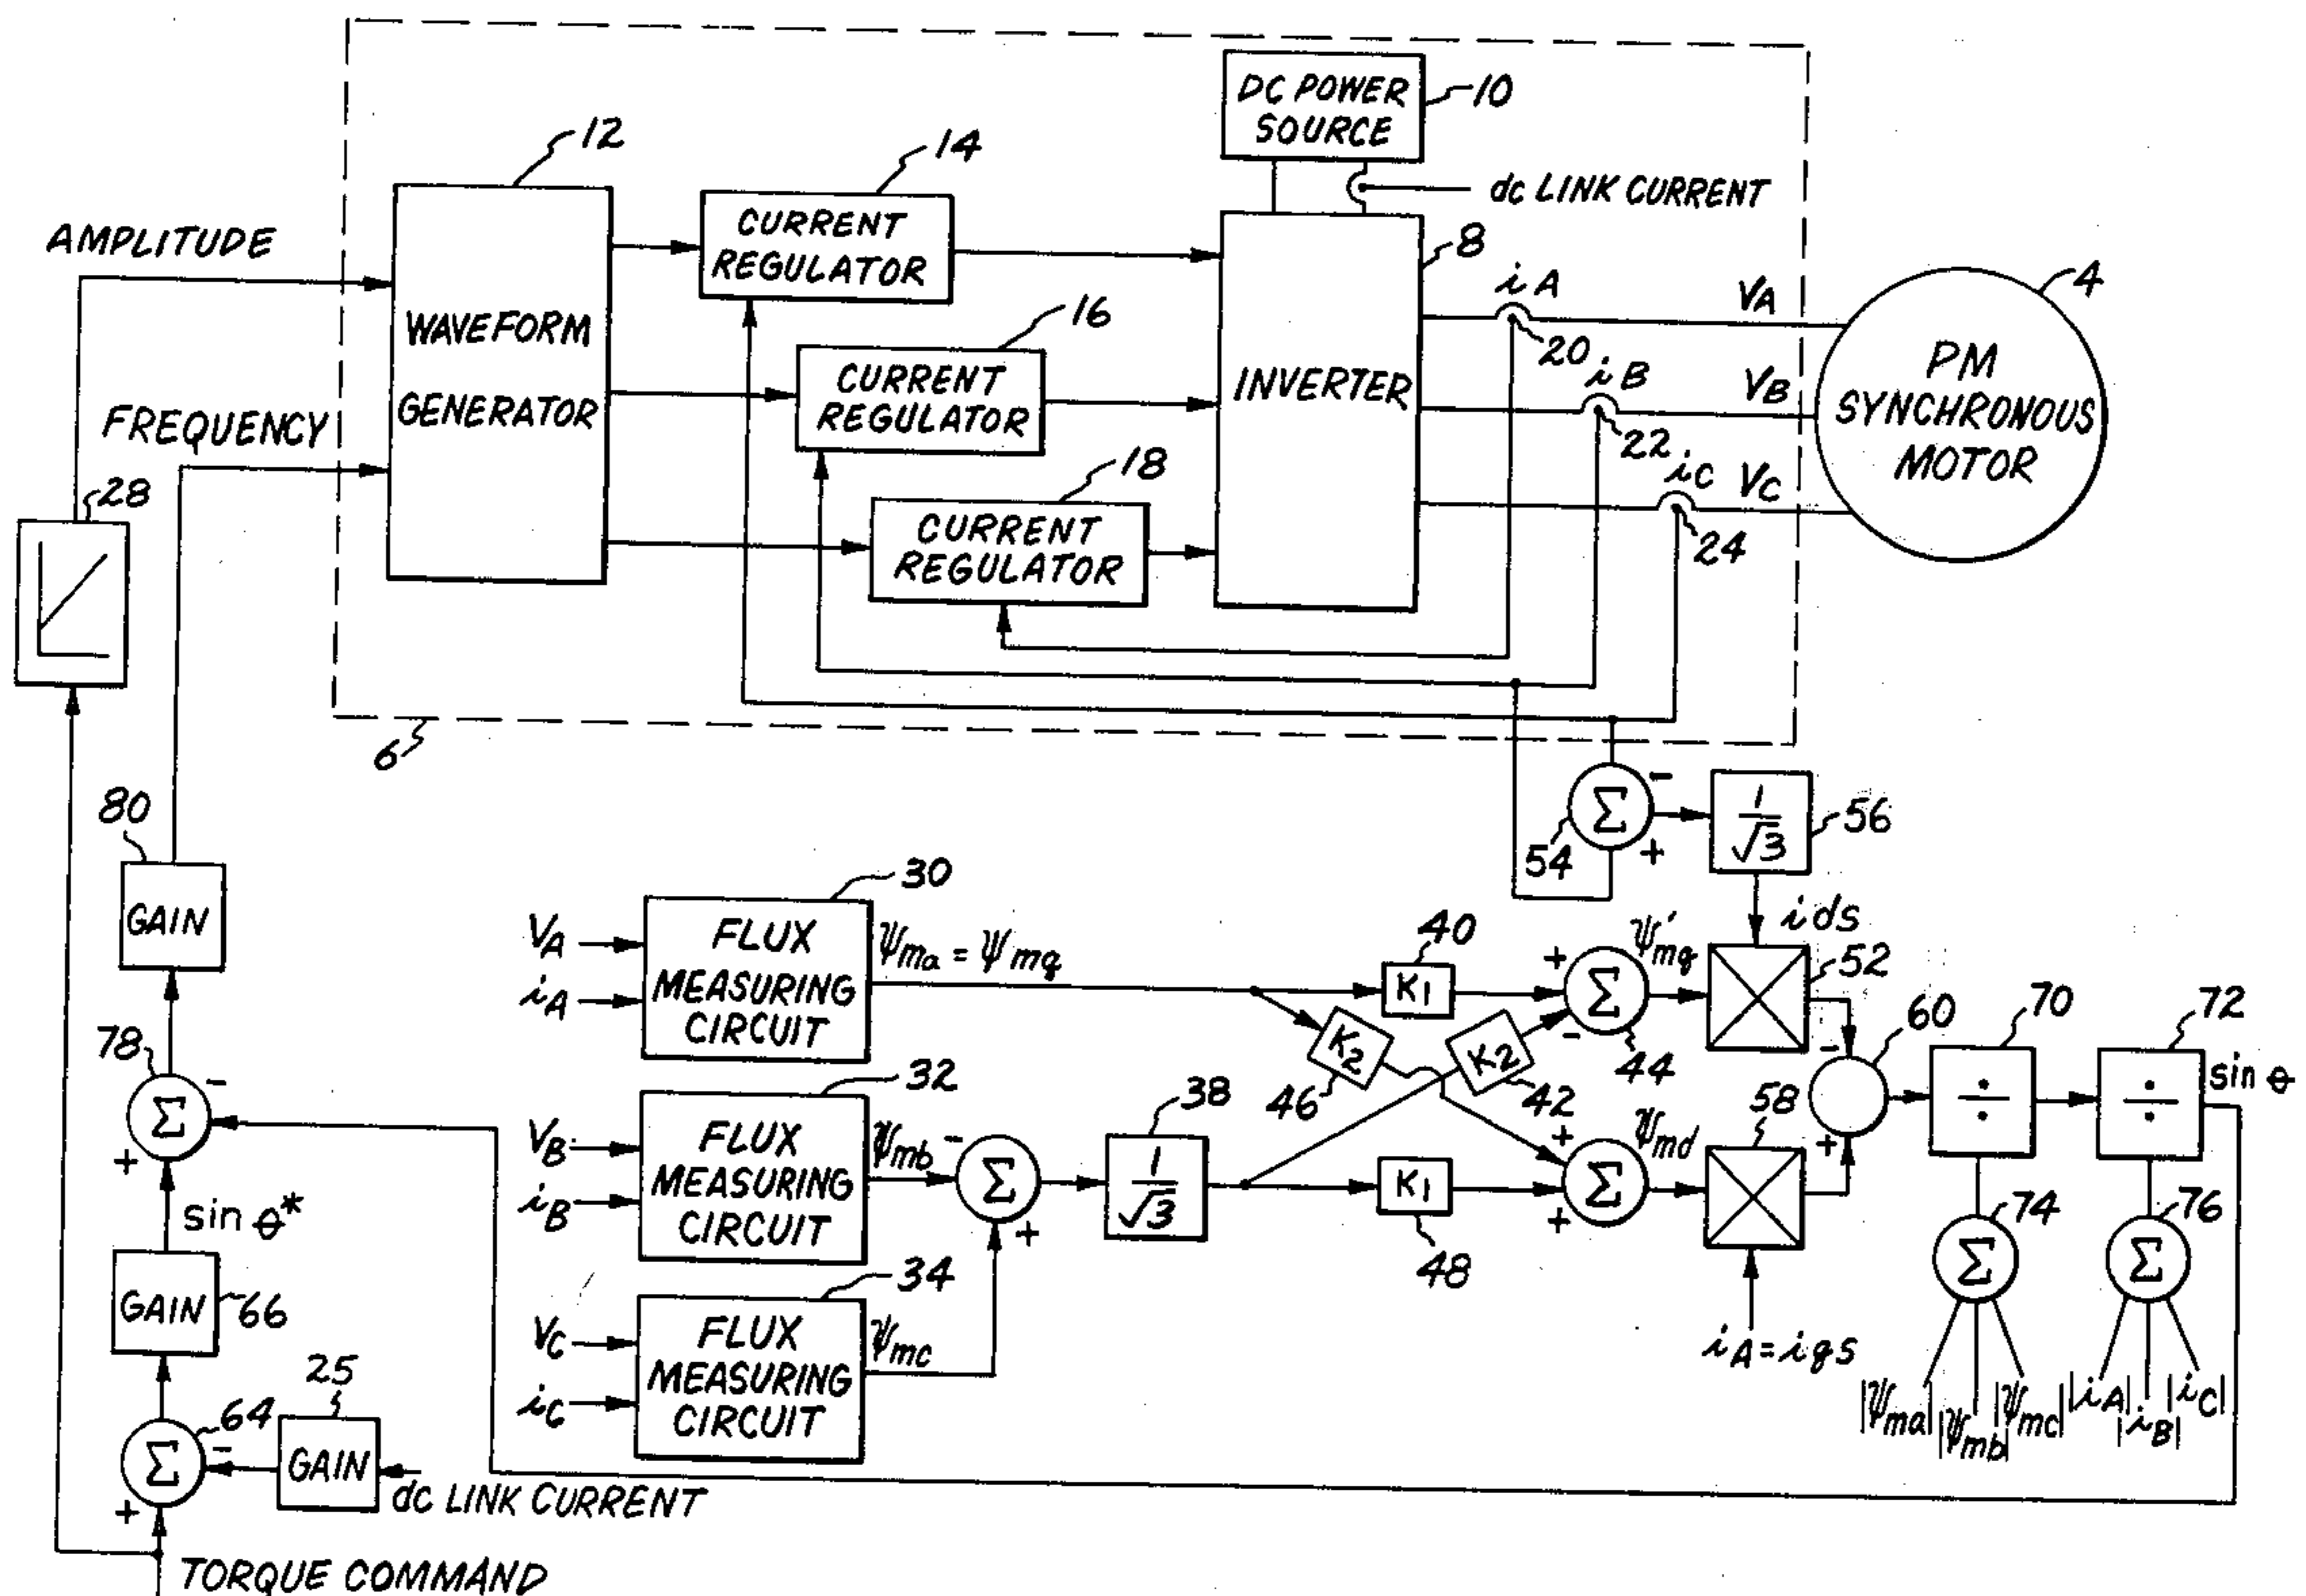 DC POWER
SOURCE
10
dc LINK CURRENT
12
14
CURRENT
REGULATOR
AMPLITUDE
WAVEFORM
GENERATOR
FREQUENCY
28
16
CURRENT
REGULATOR
18
CURRENT
REGULATOR
8
INVERTER
iA
20
VA
iB
22
VB
iC
24
VC
4
PM
SYNCHRONOUS
MOTOR
6
80
GAIN
-
Σ
54
+
1
√3
56
ids
30
VA
iA
FLUX
MEASURING
CIRCUIT
ψma = ψmq
40
K1
+
Σ
-
44
ψ'mq
52
K2
46
K2
42
78
-
Σ
+
32
VB
iB
FLUX
MEASURING
CIRCUIT
ψmb
-
Σ
+
38
1
√3
K1
48
+
Σ
+
ψmd
58
-
60
+
70
÷
72
÷
sin θ
sin θ*
GAIN
66
34
VC
iC
FLUX
MEASURING
CIRCUIT
ψmc
iA = iqs
74
Σ
76
Σ
|ψma|
|ψmb|
|ψmc|
|iA|
|iB|
|iC|
25
64
Σ
-
+
GAIN
dc LINK CURRENT
TORQUE COMMAND